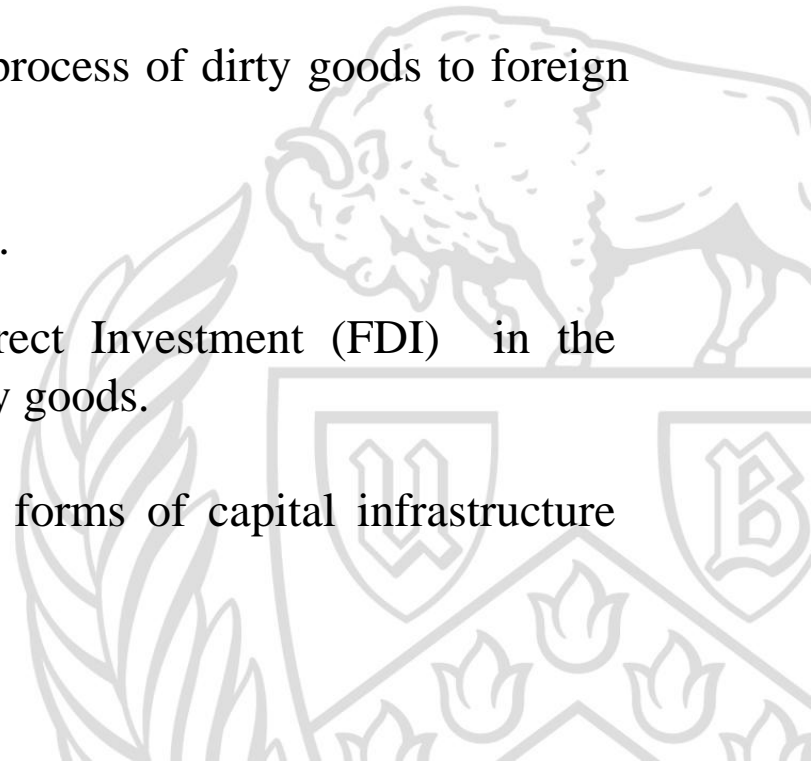 process of dirty goods to foreign
.
rect Investment (FDI) in the
y goods.
forms of capital infrastructure
U B